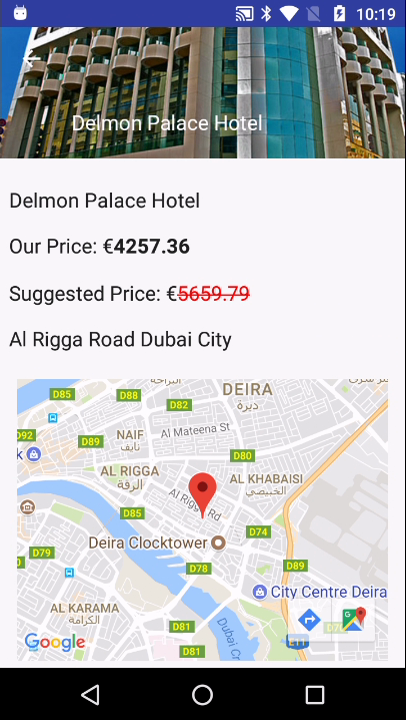 10:19
Delmon Palace Hotel
Delmon Palace Hotel
Our Price: €4257.36
Suggested Price: €5659.79
Al Rigga Road Dubai City
D85
D88
DEIRA
ديرة
D82
D92
D89
NAIF
نايف
Al Mateena St
k
D80
AL RIGGA
الرقة
AL KHABAISI
الخبيصي
Al Rigga Rd
D85
D74
Deira Clocktower
D79
D78
D89
City Centre Deira
AL KARAMA
الكرامة
D81
D81
Google
E11